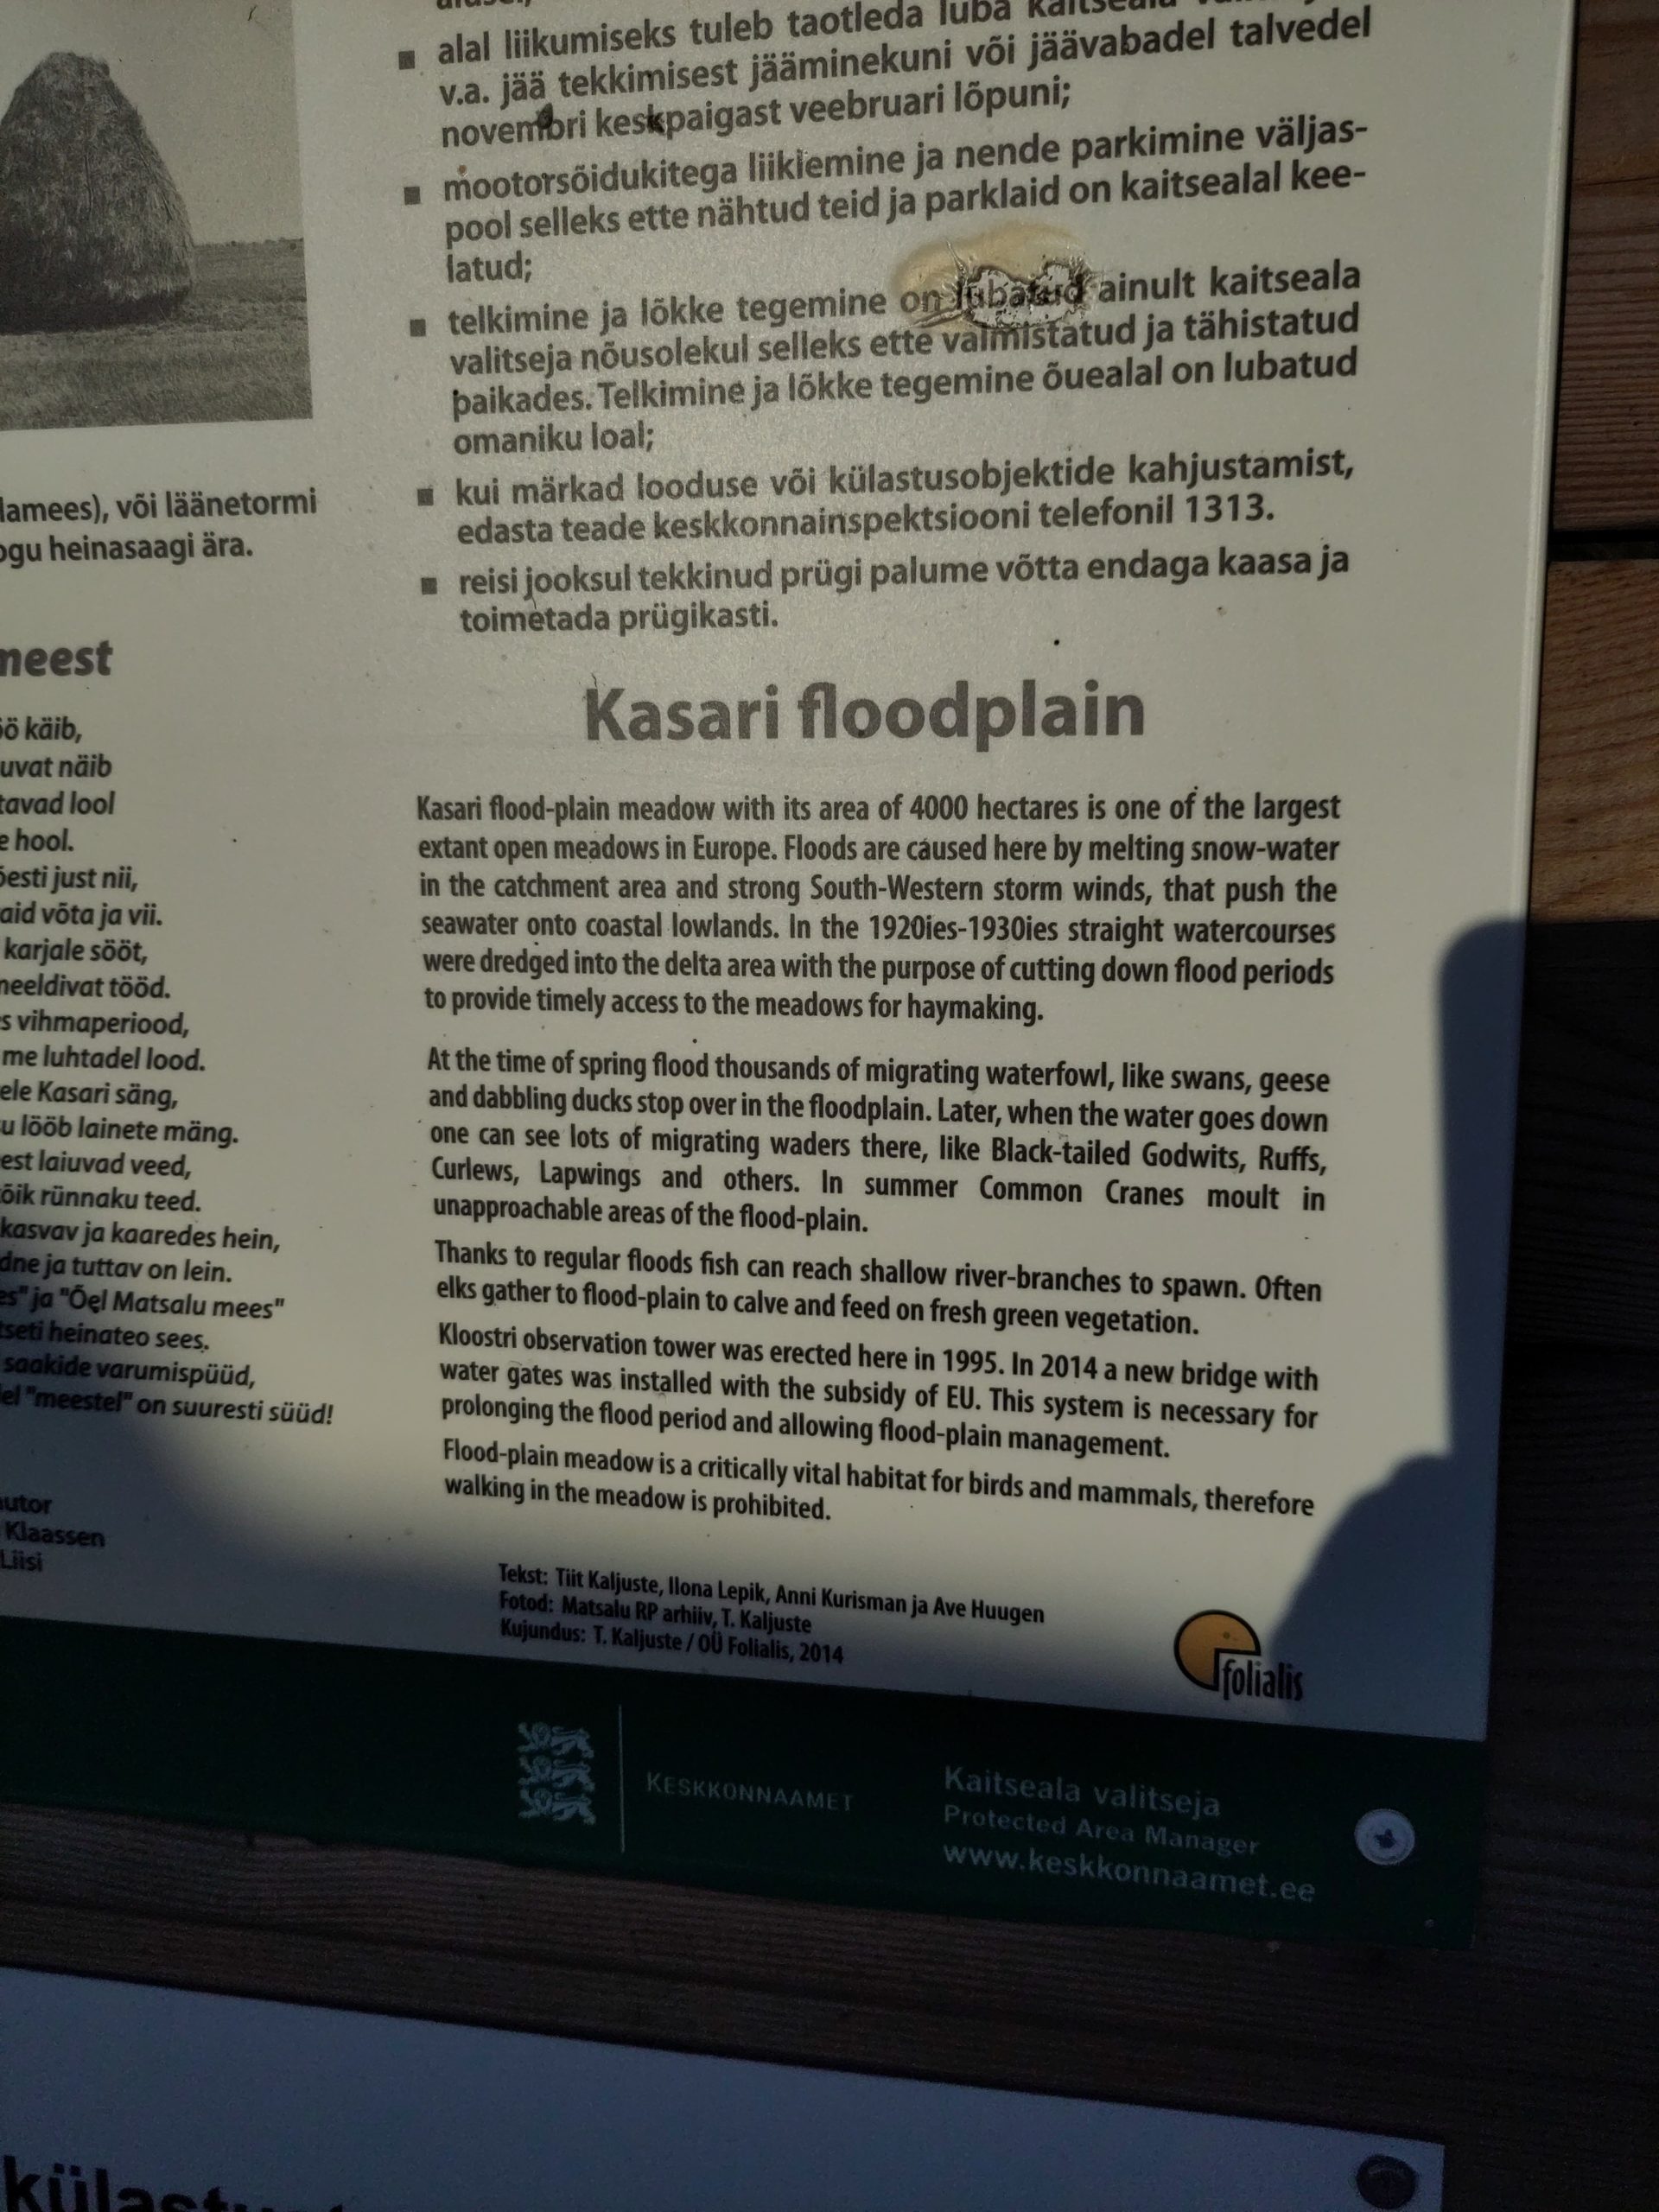 alal liikumiseks tuleb taotleda luba
v.a. jää tekkimisest jääminekuni või jäävabadel talvedel
novembri keskpaigast veebruari lõpuni;
mootorsõidukitega liiklemine ja nende parkimine väljas-
pool selleks ette nähtud teid ja parklaid on kaitsealal kee-
latud;
telkimine ja lõkke tegemine on lubatud ainult kaitseala
valitseja nõusolekul selleks ette valmistatud ja tähistatud
paikades. Telkimine ja lõkke tegemine õuealal on lubatud
omaniku loal;
kui märkad looduse või külastusobjektide kahjustamist,
edasta teade keskkonnainspektsiooni telefonil 1313.
reisi jooksul tekkinud prügi palume võtta endaga kaasa ja
toimetada prügikasti.
lamees), või läänetormi
ogu heinasaagi ära.
meest
öö käib,
uvat näib
tavad lool
e hool.
õesti just nii,
aid võta ja vii.
karjale sööt,
meeldivat tööd.
s vihmaperiood,
me luhtadel lood.
ele Kasari säng,
u lööb lainete mäng.
est laiuvad veed,
õik rünnaku teed.
kasvav ja kaaredes hein,
dne ja tuttav on lein.
es" ja "Õel Matsalu mees"
tseti heinateo sees.
saakide varumispüüd,
el "meestel" on suuresti süüd!
utor
Klaassen
Liisi
Kasari floodplain
Kasari flood-plain meadow with its area of 4000 hectares is one of the largest
extant open meadows in Europe. Floods are caused here by melting snow-water
in the catchment area and strong South-Western storm winds, that push the
seawater onto coastal lowlands. In the 1920ies-1930ies straight watercourses
were dredged into the delta area with the purpose of cutting down flood periods
to provide timely access to the meadows for haymaking.
At the time of spring flood thousands of migrating waterfowl, like swans, geese
and dabbling ducks stop over in the floodplain. Later, when the water goes down
one can see lots of migrating waders there, like Black-tailed Godwits, Ruffs,
Curlews, Lapwings and others. In summer Common Cranes moult in
unapproachable areas of the flood-plain.
Thanks to regular floods fish can reach shallow river-branches to spawn. Often
elks gather to flood-plain to calve and feed on fresh green vegetation.
Kloostri observation tower was erected here in 1995. In 2014 a new bridge with
water gates was installed with the subsidy of EU. This system is necessary for
prolonging the flood period and allowing flood-plain management.
Flood-plain meadow is a critically vital habitat for birds and mammals, therefore
walking in the meadow is prohibited.
Tekst: Tiit Kaljuste, Ilona Lepik, Anni Kurisman ja Ave Huugen
Fotod: Matsalu RP arhiiv, T. Kaljuste
Kujundus: T. Kaljuste / OÜ Folialis, 2014
folialis
KESKKONNAAMET
Kaitseala valitseja
Protected Area Manager
www.keskkonnaamet.ee